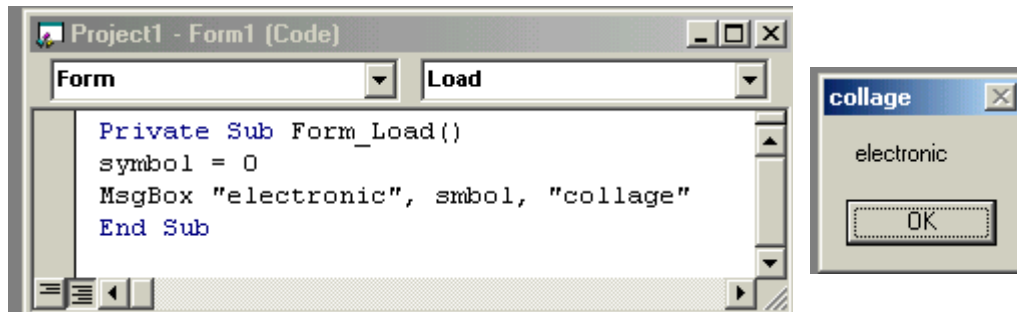 Project1 - Form1 (Code)
Form Load
Private Sub Form_Load()
symbol = 0
MsgBox "electronic", smbol, "collage"
End Sub
collage
electronic
OK